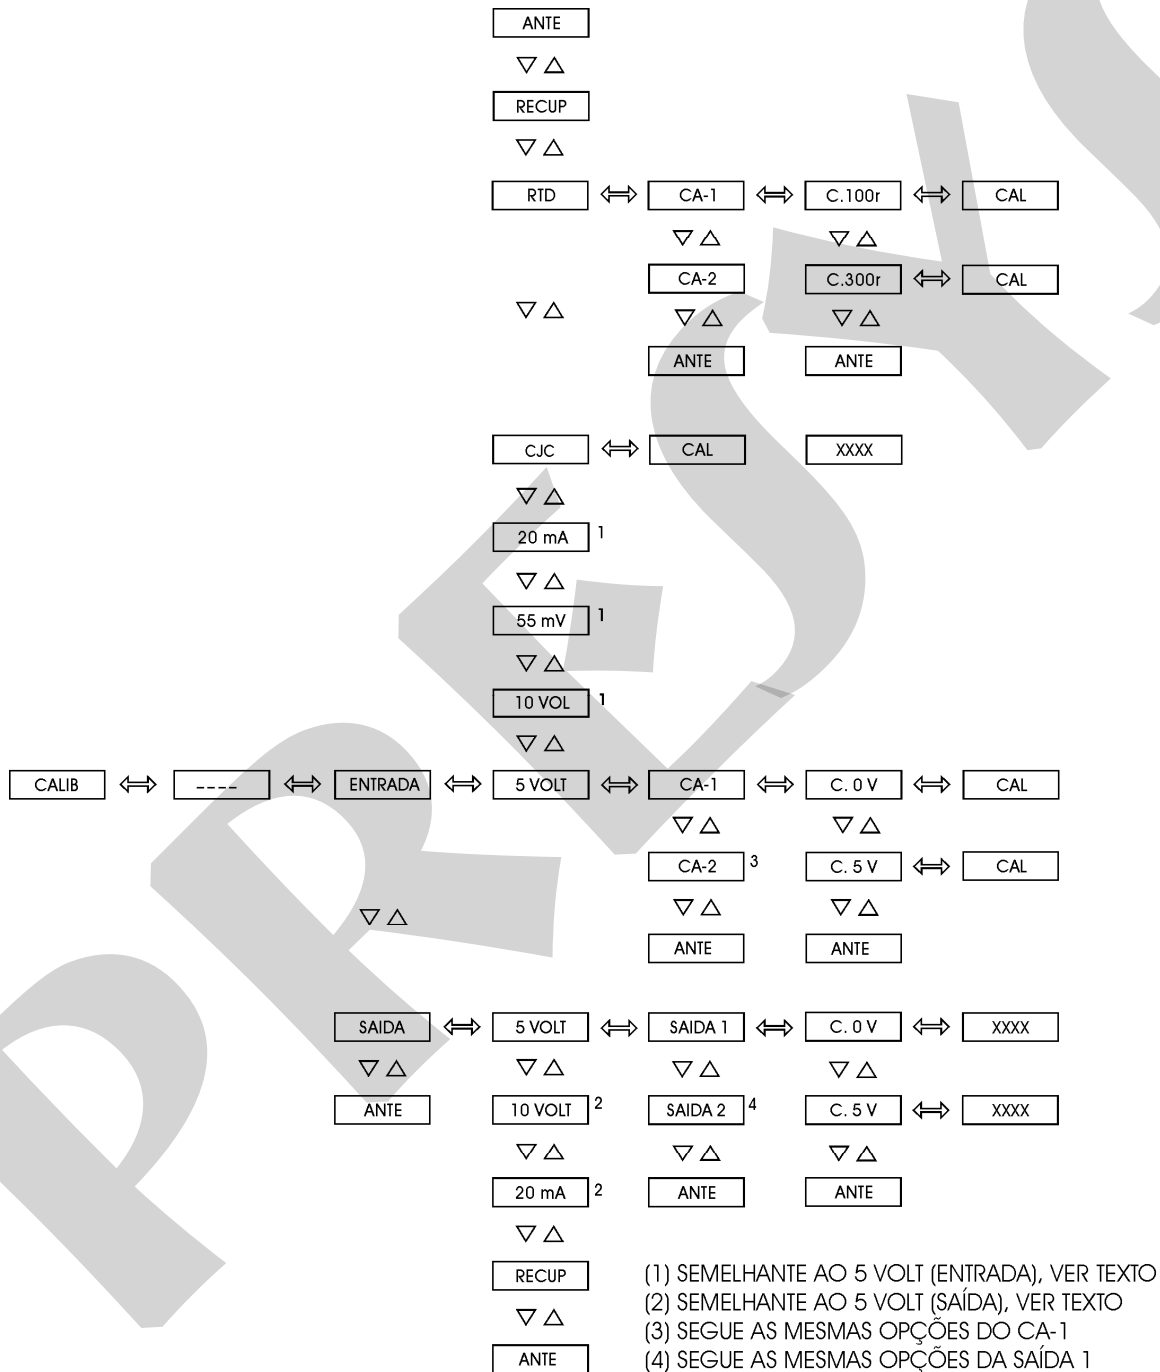 ANTE
RECUP
RTD CA-1 C.100r CAL
CA-2 C.300r CAL
ANTE ANTE
CJC CAL XXXX
20 mA 1
55 mV 1
10 VOL 1
CALIB ---- ENTRADA 5 VOLT CA-1 C. 0 V CAL
CA-2 3 C. 5 V CAL
ANTE ANTE
SAIDA 5 VOLT SAIDA 1 C. 0 V XXXX
ANTE 10 VOLT 2 SAIDA 2 4 C. 5 V XXXX
20 mA 2 ANTE ANTE
RECUP
ANTE
(1) SEMELHANTE AO 5 VOLT (ENTRADA), VER TEXTO
(2) SEMELHANTE AO 5 VOLT (SAÍDA), VER TEXTO
(3) SEGUE AS MESMAS OPÇÕES DO CA-1
(4) SEGUE AS MESMAS OPÇÕES DA SAÍDA 1
PRESYS